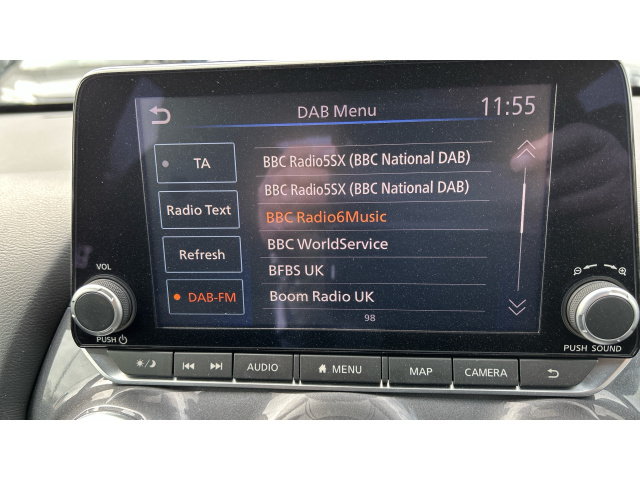 DAB Menu
11:55
TA
Radio Text
Refresh
DAB-FM
BBC Radio5SX (BBC National DAB)
BBC Radio5SX (BBC National DAB)
BBC Radio6Music
BBC WorldService
BFBS UK
Boom Radio UK
98
VOL
PUSH
PUSH SOUND
AUDIO
MENU
MAP
CAMERA